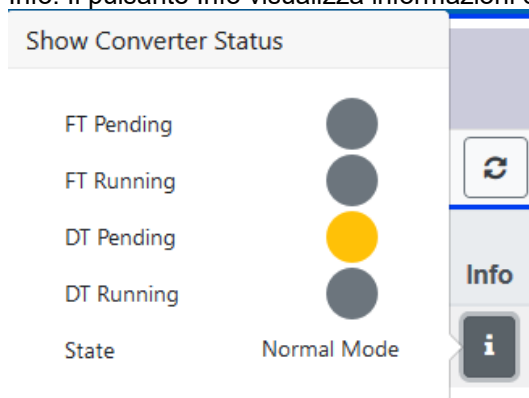 Info. Il pulsante Info visualizza informazioni
Show Converter Status
FT Pending
FT Running
DT Pending
DT Running
State Normal Mode
Info
i